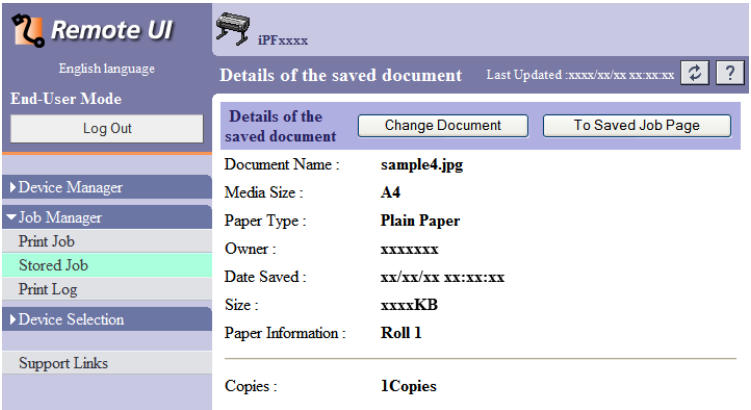 Remote UI
English language
End-User Mode
Log Out
Device Manager
Job Manager
Print Job
Stored Job
Print Log
Device Selection
Support Links
iPFxxxx
Details of the saved document Last Updated :xxxx/xx/xx xx:xx:xx ?
Details of the
saved document
Change Document To Saved Job Page
Document Name : sample4.jpg
Media Size : A4
Paper Type : Plain Paper
Owner : xxxxxxx
Date Saved : xx/xx/xx xx:xx:xx
Size : xxxxKB
Paper Information : Roll 1
Copies : 1Copies